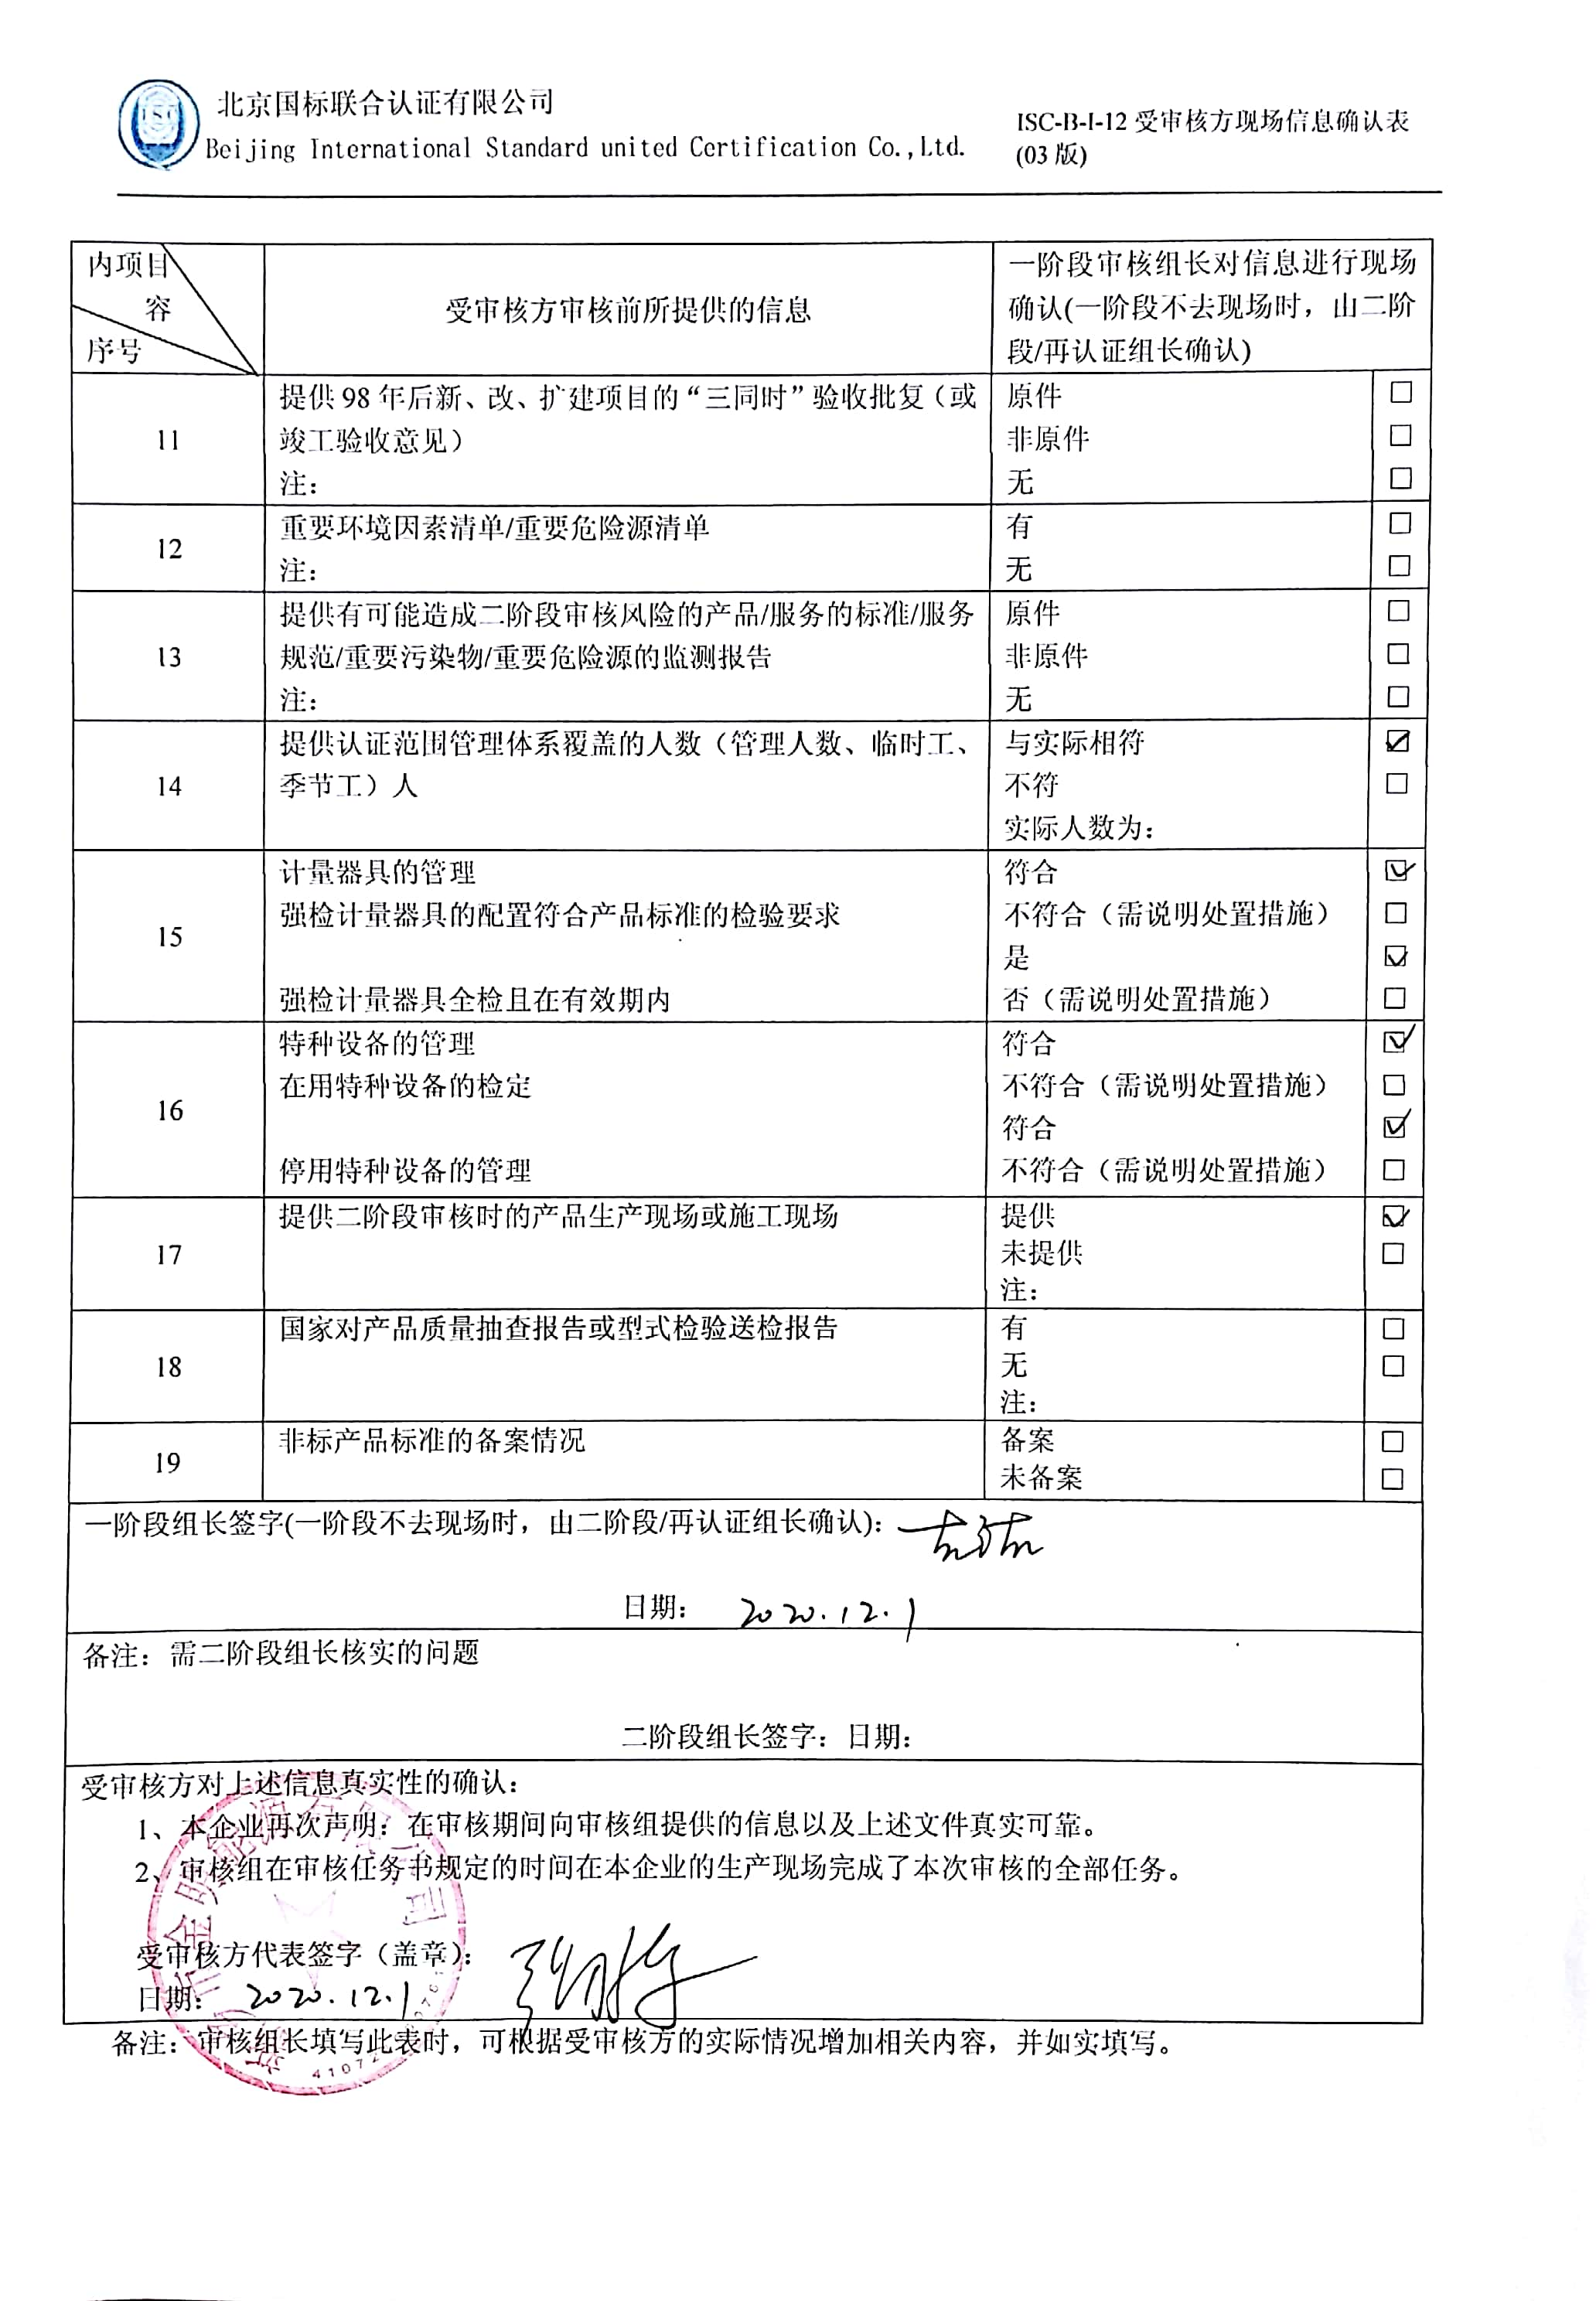 ISC
北京国标联合认证有限公司
Beijing International Standard united Certification Co.,Ltd.
ISC-B-I-12 受审核方现场信息确认表
(03 版)
内项目
容
序号
受审核方审核前所提供的信息
一阶段审核组长对信息进行现场
确认(一阶段不去现场时，由二阶
段/再认证组长确认)
11
提供 98 年后新、改、扩建项目的“三同时”验收批复（或
竣工验收意见）
注：
原件 □
非原件 □
无 □
12
重要环境因素清单/重要危险源清单
注：
有 □
无 □
13
提供有可能造成二阶段审核风险的产品/服务的标准/服务
规范/重要污染物/重要危险源的监测报告
注：
原件 □
非原件 □
无 □
14
提供认证范围管理体系覆盖的人数（管理人数、临时工、
季节工）人
与实际相符 ☑
不符 □
实际人数为：
15
计量器具的管理
强检计量器具的配置符合产品标准的检验要求
强检计量器具全检且在有效期内
符合 ☑
不符合（需说明处置措施） □
是 ☑
否（需说明处置措施） □
16
特种设备的管理
在用特种设备的检定
停用特种设备的管理
符合 ☑
不符合（需说明处置措施） □
符合 ☑
不符合（需说明处置措施） □
17
提供二阶段审核时的产品生产现场或施工现场
提供 ☑
未提供 □
注：
18
国家对产品质量抽查报告或型式检验送检报告
有 □
无 □
注：
19
非标产品标准的备案情况
备案 □
未备案 □
一阶段组长签字(一阶段不去现场时，由二阶段/再认证组长确认)：
日期： 2020.12.1
备注：需二阶段组长核实的问题
二阶段组长签字：日期：
受审核方对上述信息真实性的确认：
1、本企业再次声明：在审核期间向审核组提供的信息以及上述文件真实可靠。
2、审核组在审核任务书规定的时间在本企业的生产现场完成了本次审核的全部任务。
受审核方代表签字（盖章）：
日期： 2020.12.1
备注：审核组长填写此表时，可根据受审核方的实际情况增加相关内容，并如实填写。